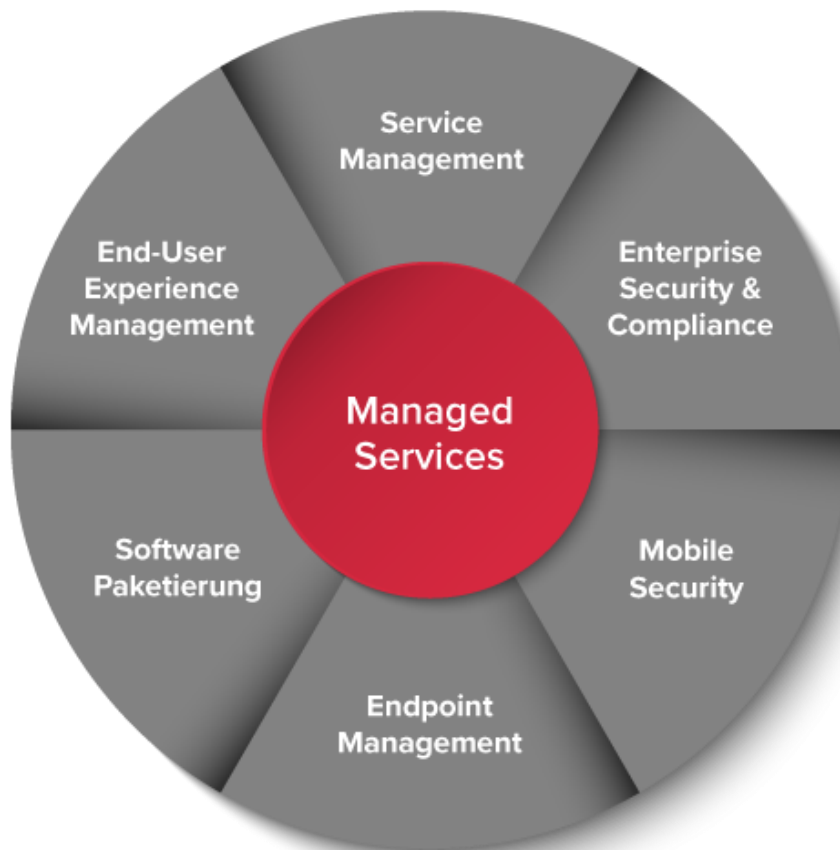 Service
Management
Enterprise
Security &
Compliance
Mobile
Security
Endpoint
Management
Software
Paketierung
End-User
Experience
Management
Managed
Services